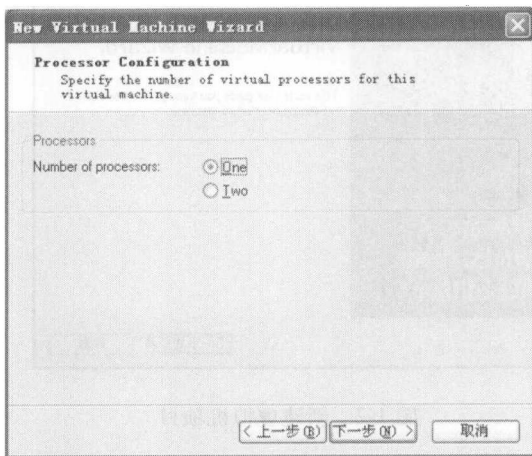 New Virtual Machine Wizard
Processor Configuration
Specify the number of virtual processors for this
virtual machine.
Processors
Number of processors:
One
Two
< 上一步(B)
下一步(N) >
取消